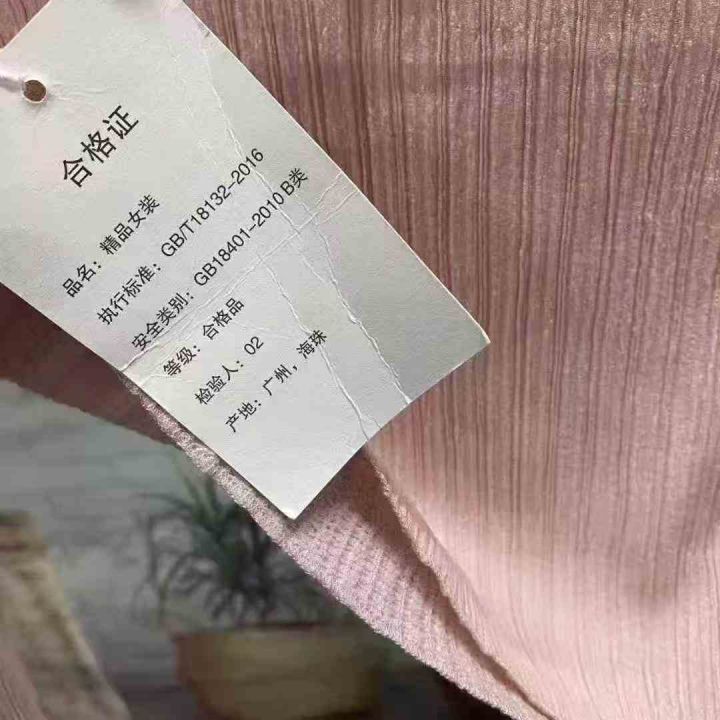 合格证
品名：精品女装
执行标准：GB/T18132-2016
安全类别：GB18401-2010 B类
等级：合格品
检验人：02
产地：广州，海珠